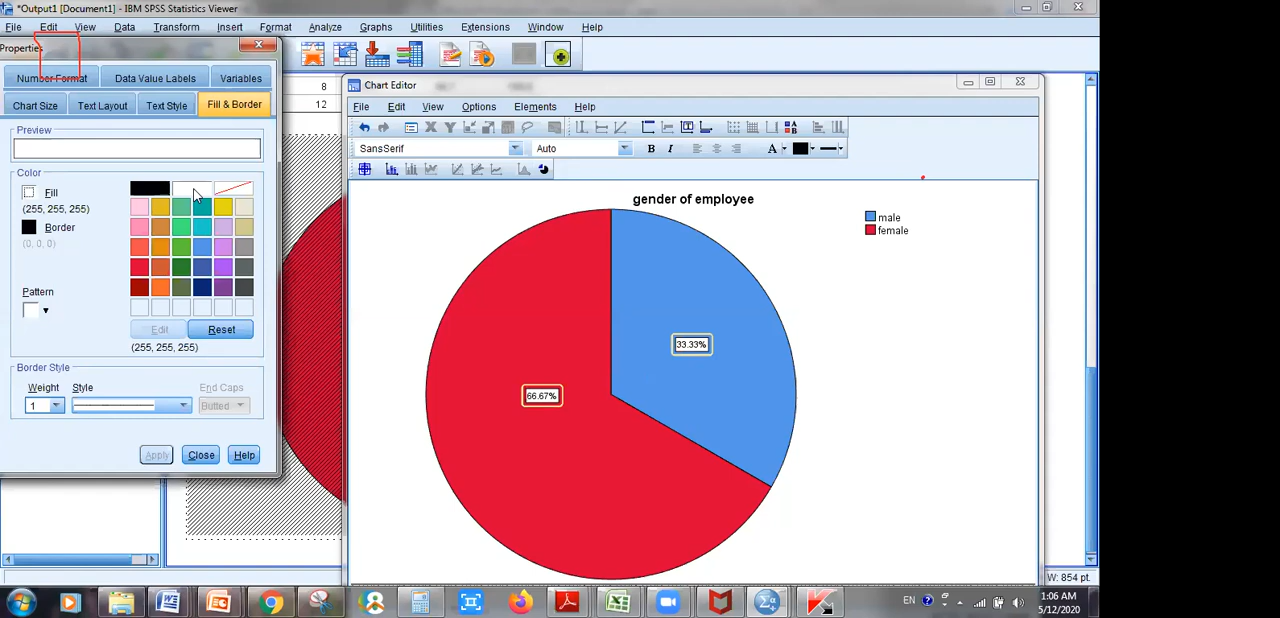 *Output1 [Document1] - IBM SPSS Statistics Viewer
File Edit View Data Transform Insert Format Analyze Graphs Utilities Extensions Window Help
Properties
Number Format Data Value Labels Variables
Chart Size Text Layout Text Style Fill & Border
Preview
Color
Fill
(255, 255, 255)
Border
(0, 0, 0)
Pattern
Edit Reset
(255, 255, 255)
Border Style
Weight Style End Caps
1 Butted
Apply Close Help
8
12
Chart Editor
File Edit View Options Elements Help
SansSerif Auto B I A
gender of employee
male
female
33.33%
66.67%
W: 854 pt.
EN
1:06 AM
5/12/2020